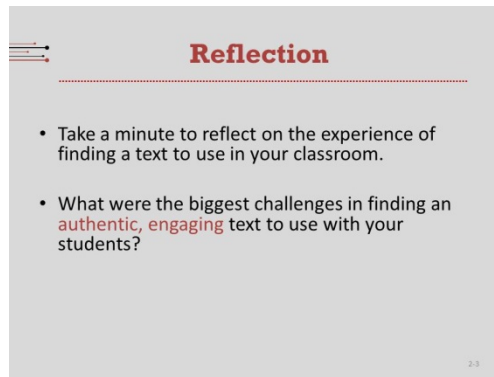 Reflection
• Take a minute to reflect on the experience of
finding a text to use in your classroom.
• What were the biggest challenges in finding an
authentic, engaging text to use with your
students?
2-3